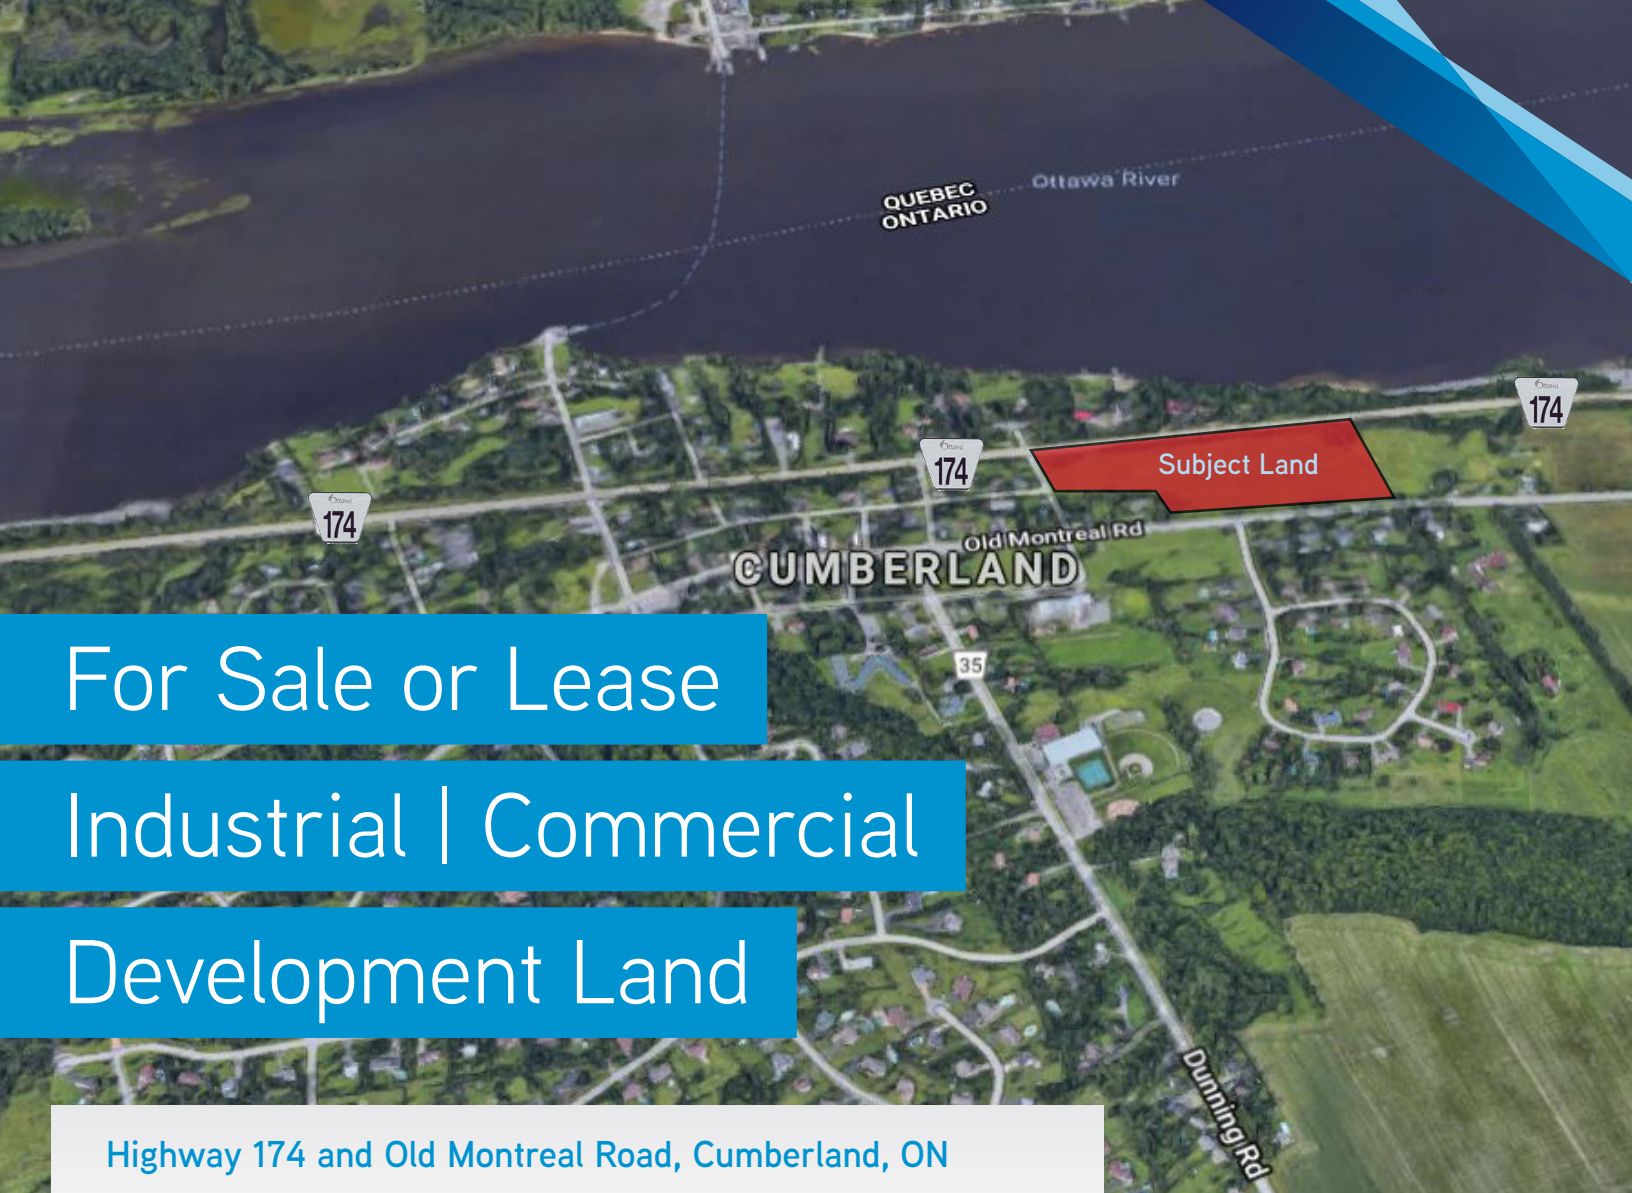 QUEBEC
ONTARIO
Ottawa River
174
174
174
Subject Land
Old Montreal Rd
CUMBERLAND
35
For Sale or Lease
Industrial | Commercial
Development Land
Dunning Rd
Highway 174 and Old Montreal Road, Cumberland, ON